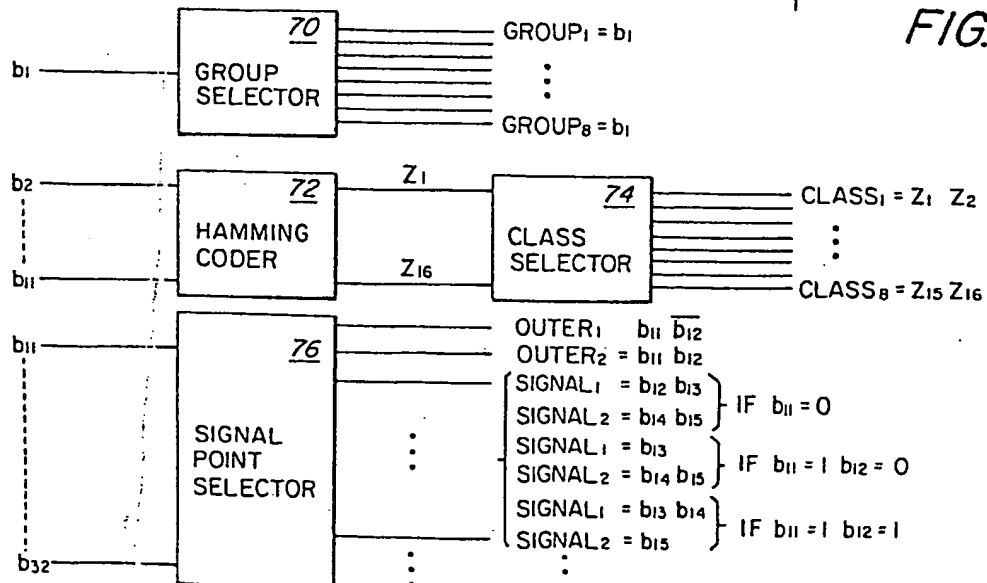 FIG.
70
GROUP SELECTOR
b1
GROUP1 = b1
GROUP8 = b1
b2
b11
72
HAMMING CODER
Z1
Z16
74
CLASS SELECTOR
CLASS1 = Z1 Z2
CLASS8 = Z15 Z16
b11
b32
76
SIGNAL POINT SELECTOR
OUTER1 b11 b̅1̅2̅
OUTER2 = b11 b12
SIGNAL1 = b12 b13
SIGNAL2 = b14 b15
IF b11 = 0
SIGNAL1 = b13
SIGNAL2 = b14 b15
IF b11 = 1 b12 = 0
SIGNAL1 = b13 b14
SIGNAL2 = b15
IF b11 = 1 b12 = 1